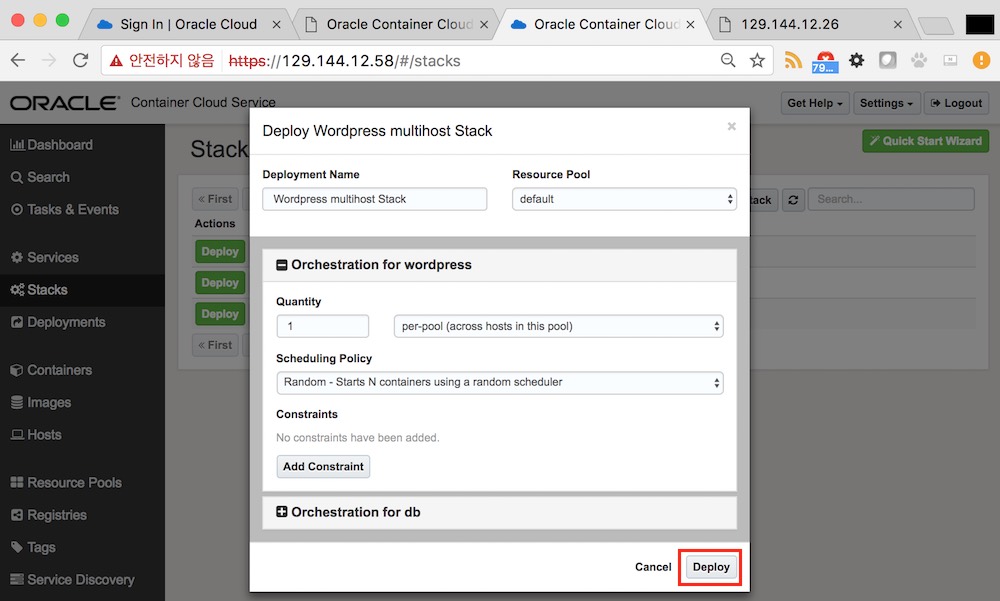 Sign In | Oracle Cloud
Oracle Container Cloud
Oracle Container Cloud
129.144.12.26
안전하지 않음 https://129.144.12.58/#/stacks
79...
ORACLE Container Cloud Service
Get Help
Settings
Logout
Dashboard
Search
Tasks & Events
Services
Stacks
Deployments
Containers
Images
Hosts
Resource Pools
Registries
Tags
Service Discovery
Stack
Quick Start Wizard
« First
Search...
Actions
Deploy
Deploy
Deploy
« First
Deploy Wordpress multihost Stack
Deployment Name
Resource Pool
Wordpress multihost Stack
default
Orchestration for wordpress
Quantity
1
per-pool (across hosts in this pool)
Scheduling Policy
Random - Starts N containers using a random scheduler
Constraints
No constraints have been added.
Add Constraint
Orchestration for db
Cancel
Deploy